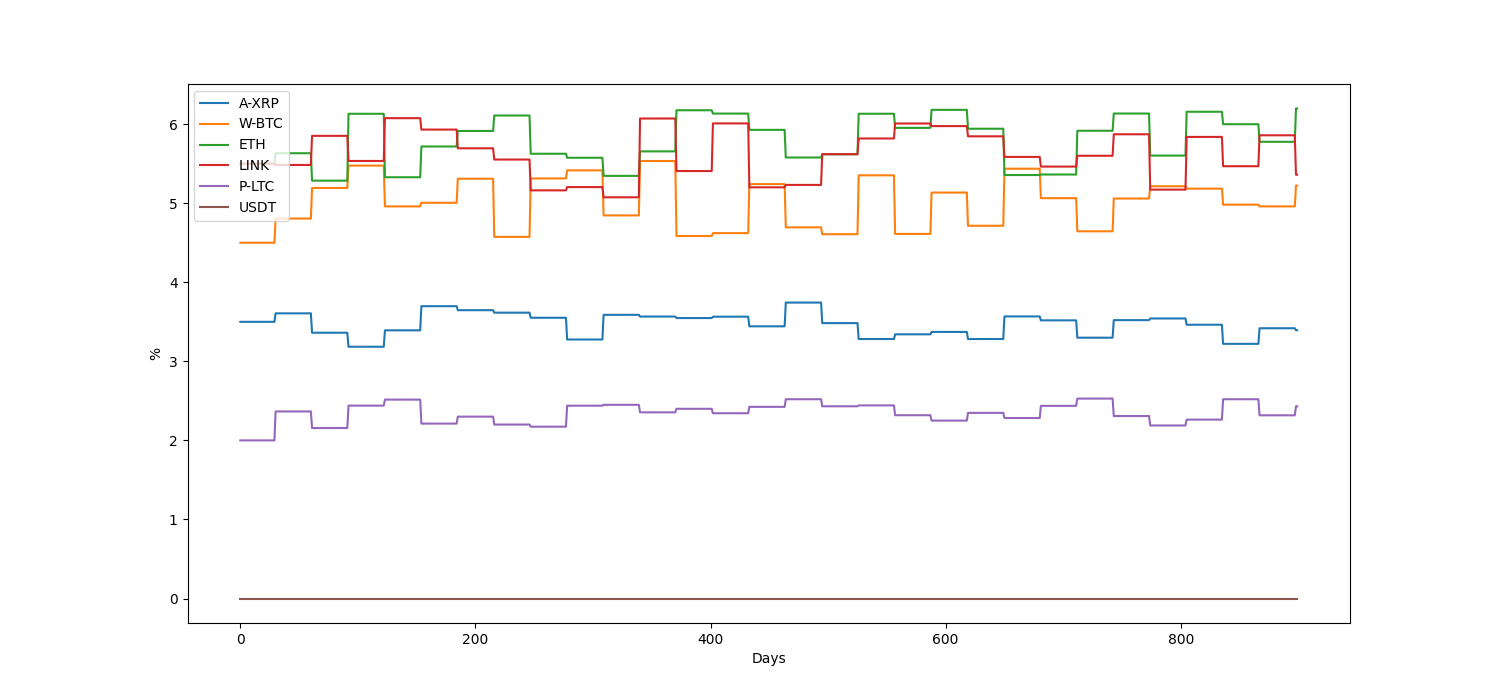 A-XRP
W-BTC
ETH
LINK
P-LTC
USDT
6
5
4
3
2
1
0
%
0 200 400 600 800
Days